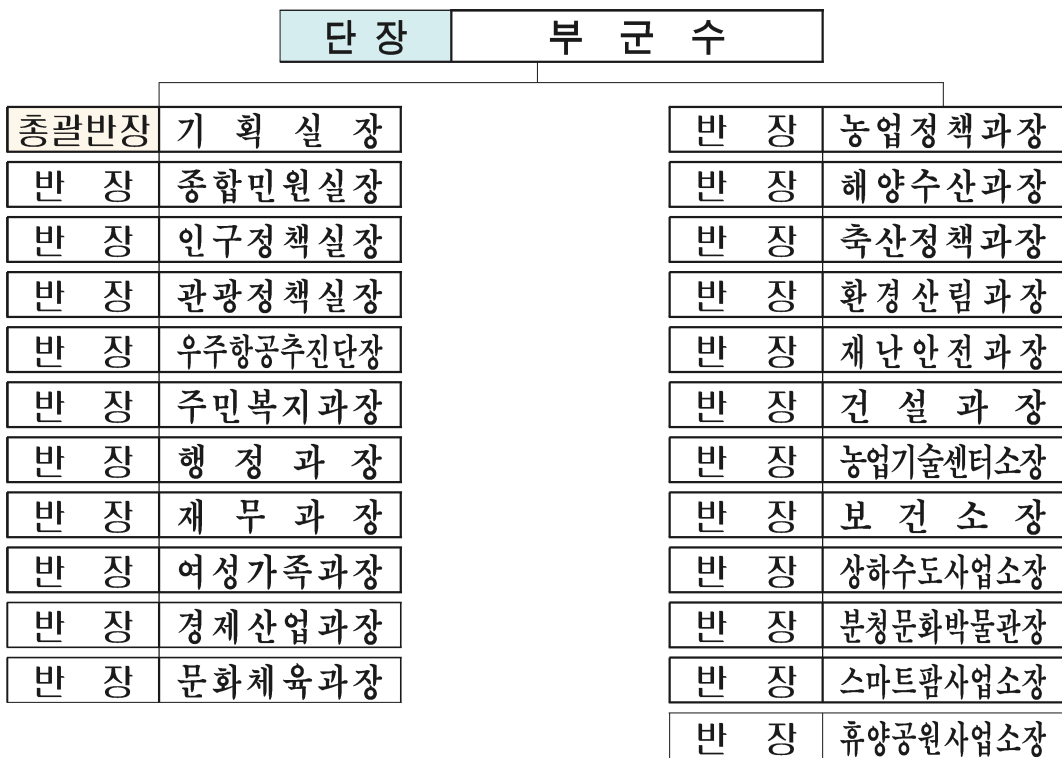 단 장 부 군 수
총괄반장 기 획 실 장
반 장 종합민원실장
반 장 인구정책실장
반 장 관광정책실장
반 장 우주항공추진단장
반 장 주민복지과장
반 장 행 정 과 장
반 장 재 무 과 장
반 장 여성가족과장
반 장 경제산업과장
반 장 문화체육과장
반 장 농업정책과장
반 장 해양수산과장
반 장 축산정책과장
반 장 환경산림과장
반 장 재난안전과장
반 장 건 설 과 장
반 장 농업기술센터소장
반 장 보 건 소 장
반 장 상하수도사업소장
반 장 분청문화박물관장
반 장 스마트팜사업소장
반 장 휴양공원사업소장